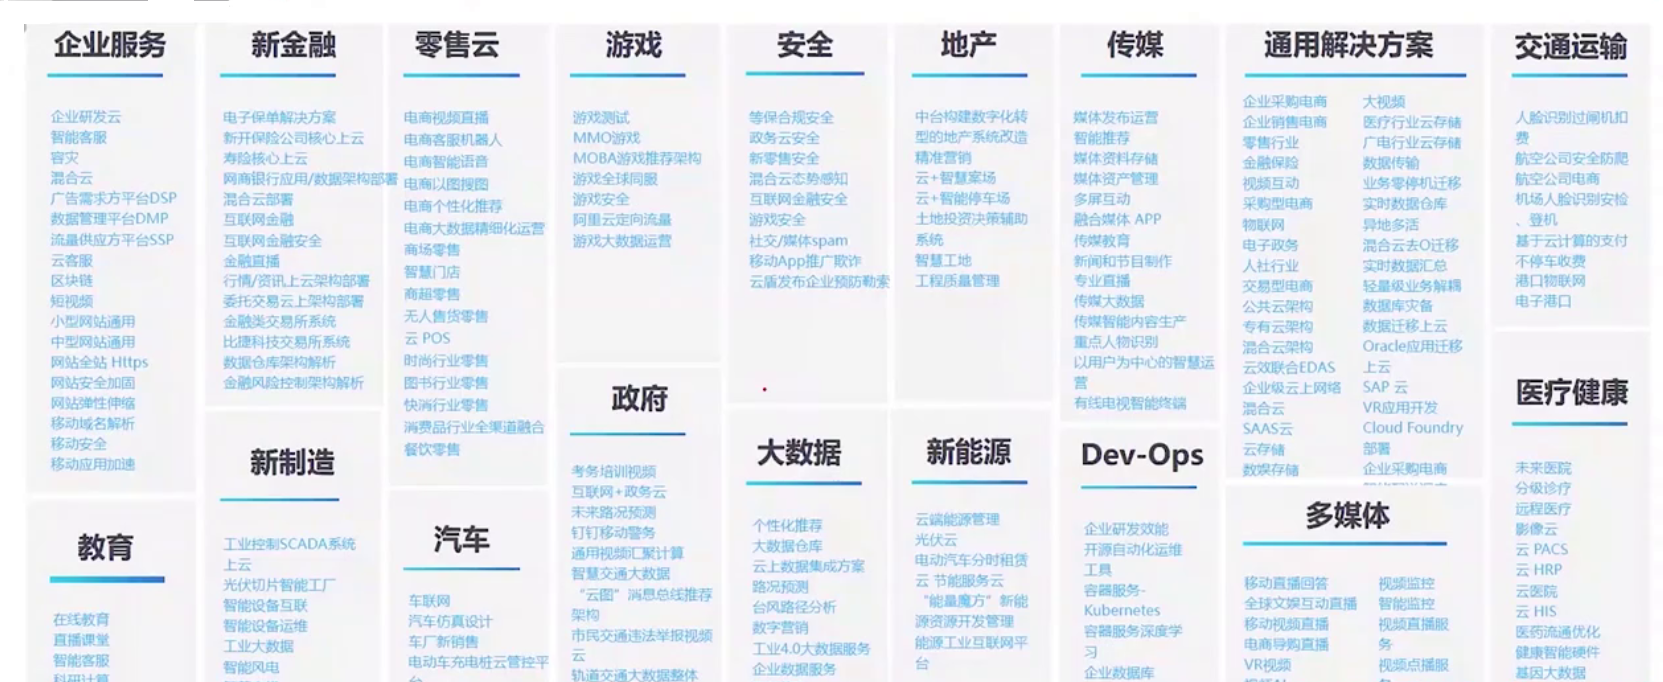 企业服务
企业研发云
智能客服
容灾
混合云
广告需求方平台DSP
数据管理平台DMP
流量供应方平台SSP
云客服
区块链
短视频
小型网站通用
中型网站通用
网站全站 Https
网站安全加固
网站弹性伸缩
移动域名解析
移动安全
移动应用加速
教育
在线教育
直播课堂
智能客服
科研计算
新金融
电子保单解决方案
新开保险公司核心上云
寿险核心上云
网商银行应用/数据架构部署
混合云部署
互联网金融
互联网金融安全
金融直播
行情/资讯上云架构部署
委托交易云上架构部署
金融类交易所系统
比捷科技交易所系统
数据仓库架构解析
金融风险控制架构解析
新制造
工业控制SCADA系统
上云
光伏切片智能工厂
智能设备互联
智能设备运维
工业大数据
智能风电
零售云
电商视频直播
电商客服机器人
电商智能语音
电商以图搜图
电商个性化推荐
电商大数据精细化运营
商场零售
智慧门店
商超零售
无人售货零售
云 POS
时尚行业零售
图书行业零售
快消行业零售
消费品行业全渠道融合
餐饮零售
汽车
车联网
汽车仿真设计
车厂新销售
电动车充电桩云管控平
台
游戏
游戏测试
MMO游戏
MOBA游戏推荐架构
游戏全球同服
游戏安全
阿里云定向流量
游戏大数据运营
政府
考务培训视频
互联网+政务云
未来路况预测
钉钉移动警务
通用视频汇聚计算
智慧交通大数据
“云图”消息总线推荐
架构
市民交通违法举报视频
云
轨道交通大数据整体
安全
等保合规安全
政务云安全
新零售安全
混合云态势感知
互联网金融安全
游戏安全
社交/媒体spam
移动App推广欺诈
云盾发布企业预防勒索
大数据
个性化推荐
大数据仓库
云上数据集成方案
路况预测
台风路径分析
数字营销
工业4.0大数据服务
企业数据服务
地产
中台构建数字化转
型的地产系统改造
精准营销
云+智慧案场
云+智能停车场
土地投资决策辅助
系统
智慧工地
工程质量管理
新能源
云端能源管理
光伏云
电动汽车分时租赁
云 节能服务云
“能量魔方”新能
源资源开发管理
能源工业互联网平
台
传媒
媒体发布运营
智能推荐
媒体资料存储
媒体资产管理
多屏互动
融合媒体 APP
传媒教育
新闻和节目制作
专业直播
传媒大数据
传媒智能内容生产
重点人物识别
以用户为中心的智慧运
营
有线电视智能终端
Dev-Ops
企业研发效能
开源自动化运维
工具
容器服务-
Kubernetes
容器服务深度学
习
企业数据库
通用解决方案
企业采购电商
企业销售电商
零售行业
金融保险
视频互动
采购型电商
物联网
电子政务
人社行业
交易型电商
公共云架构
专有云架构
混合云架构
云效联合EDAS
企业级云上网络
混合云
SAAS云
云存储
数娱存储
大视频
医疗行业云存储
广电行业云存储
数据传输
业务零停机迁移
实时数据仓库
异地多活
混合云去O迁移
实时数据汇总
轻量级业务解耦
数据库灾备
数据迁移上云
Oracle应用迁移
上云
SAP 云
VR应用开发
Cloud Foundry
部署
企业采购电商
多媒体
移动直播回答
全球文娱互动直播
移动视频直播
电商导购直播
VR视频
视频监控
智能监控
视频直播服
务
视频点播服
交通运输
人脸识别过闸机扣
费
航空公司安全防爬
航空公司电商
机场人脸识别安检
、登机
基于云计算的支付
不停车收费
港口物联网
电子港口
医疗健康
未来医院
分级诊疗
远程医疗
影像云
云 PACS
云 HRP
云医院
云 HIS
医药流通优化
健康智能硬件
基因大数据